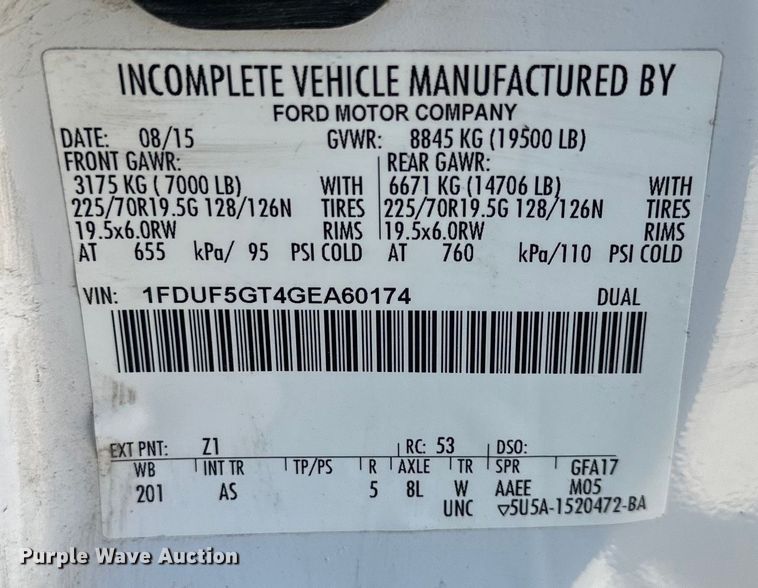 INCOMPLETE VEHICLE MANUFACTURED BY
FORD MOTOR COMPANY
DATE: 08/15 GVWR: 8845 KG (19500 LB)
FRONT GAWR: REAR GAWR:
3175 KG ( 7000 LB) WITH 6671 KG (14706 LB) WITH
225/70R19.5G 128/126N TIRES 225/70R19.5G 128/126N TIRES
19.5x6.0RW RIMS 19.5x6.0RW RIMS
AT 655 kPa/ 95 PSI COLD AT 760 kPa/110 PSI COLD
VIN: 1FDUF5GT4GEA60174 DUAL
EXT PNT: Z1 RC: 53 DSO:
WB INT TR TP/PS R AXLE TR SPR GFA17
201 AS 5 8L W AAEE M05
UNC ▽5U5A-1520472-BA
Purple Wave Auction